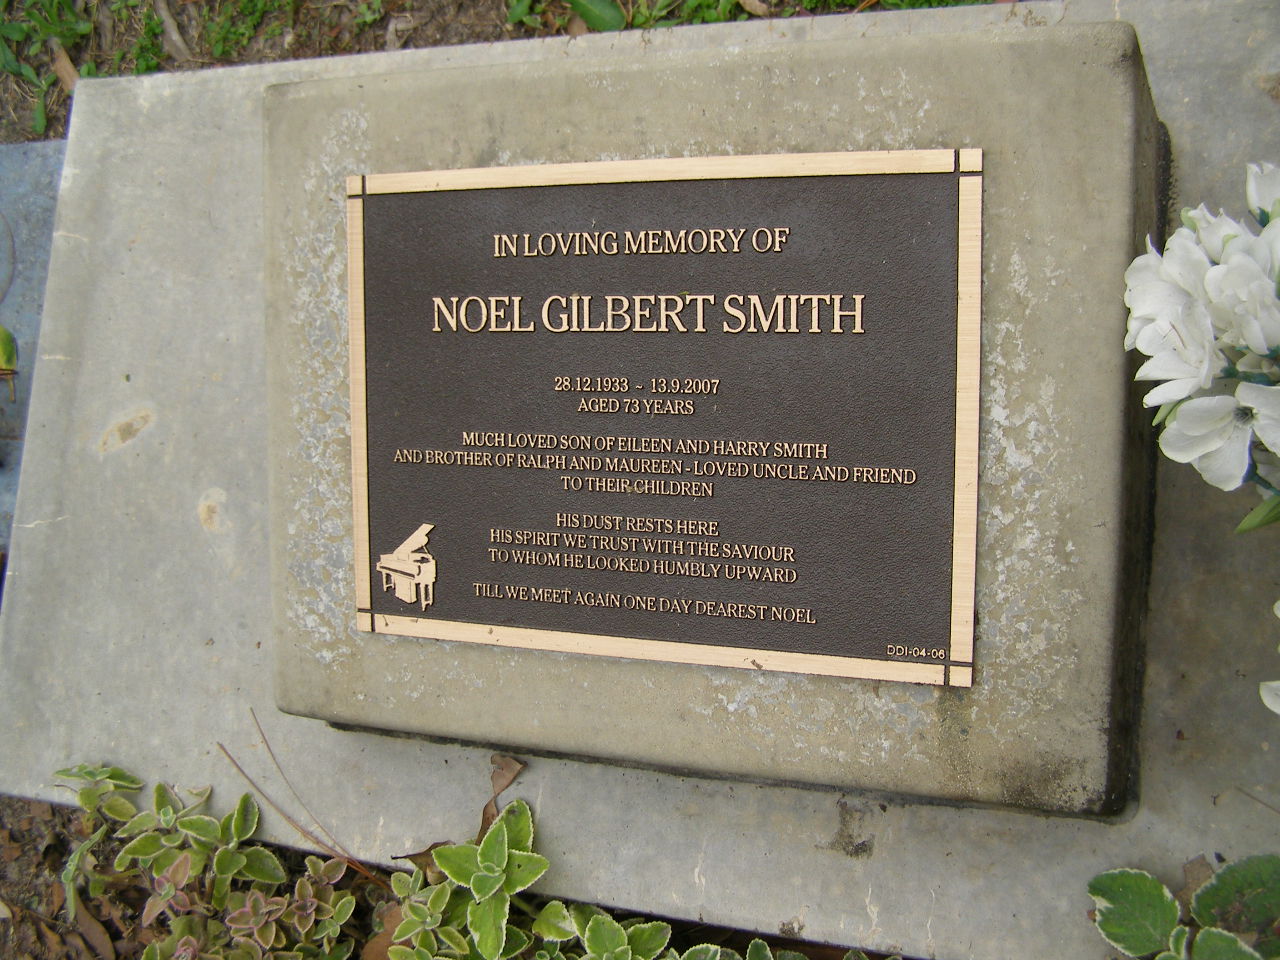 IN LOVING MEMORY OF
NOEL GILBERT SMITH
28.12.1933 ~ 13.9.2007
AGED 73 YEARS
MUCH LOVED SON OF EILEEN AND HARRY SMITH
AND BROTHER OF RALPH AND MAUREEN - LOVED UNCLE AND FRIEND
TO THEIR CHILDREN
HIS DUST RESTS HERE
HIS SPIRIT WE TRUST WITH THE SAVIOUR
TO WHOM HE LOOKED HUMBLY UPWARD
TILL WE MEET AGAIN ONE DAY DEAREST NOEL
DDI-04-06